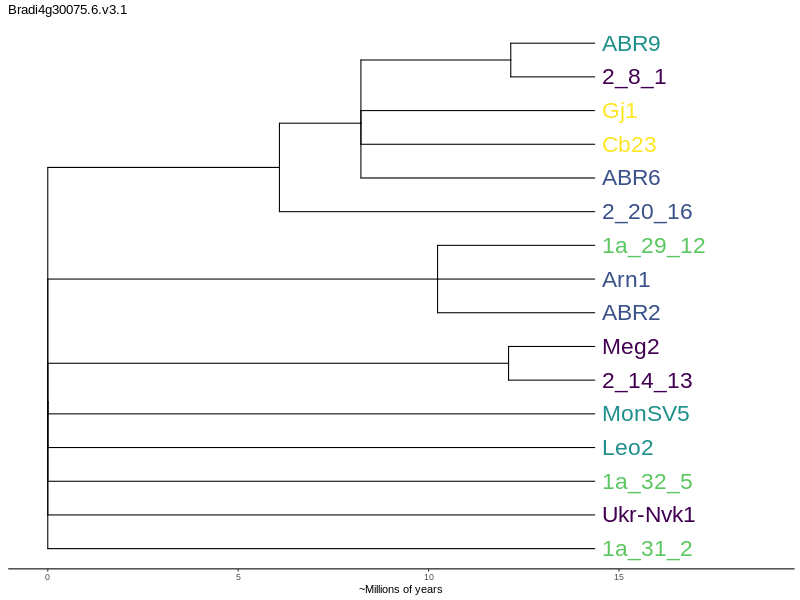 Bradi4g30075.6.v3.1
ABR9
2_8_1
Gj1
Cb23
ABR6
2_20_16
1a_29_12
Arn1
ABR2
Meg2
2_14_13
MonSV5
Leo2
1a_32_5
Ukr-Nvk1
1a_31_2
0 5 10 15
~Millions of years